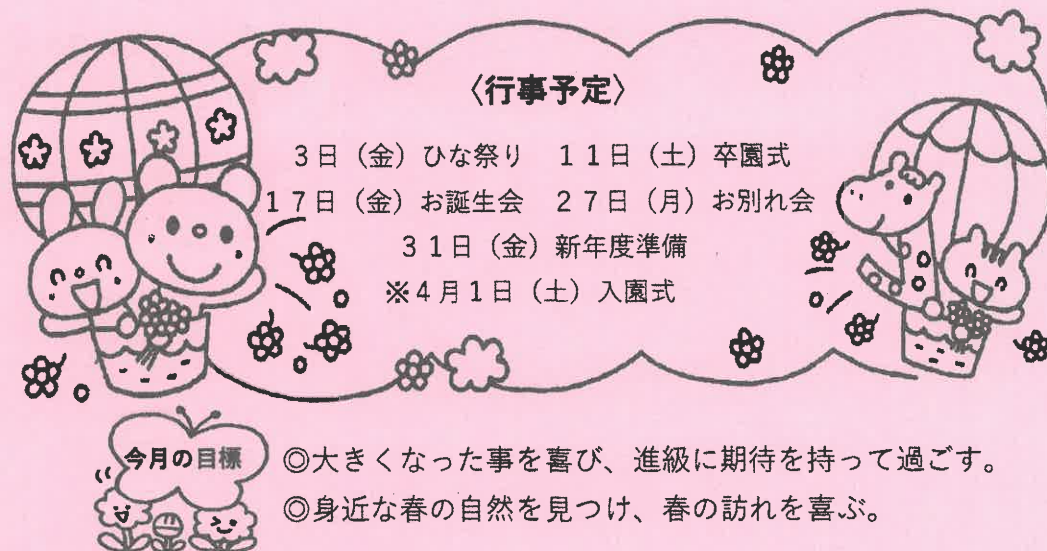 〈行事予定〉
3日（金）ひな祭り　11日（土）卒園式
17日（金）お誕生会　27日（月）お別れ会
31日（金）新年度準備
※4月1日（土）入園式
今月の目標
◎大きくなった事を喜び、進級に期待を持って過ごす。
◎身近な春の自然を見つけ、春の訪れを喜ぶ。